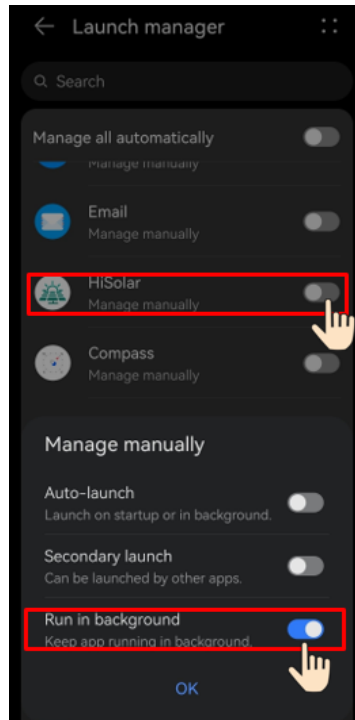 Launch manager
Search
Manage all automatically
Manage manually
Email
Manage manually
HiSolar
Manage manually
Compass
Manage manually
Manage manually
Auto-launch
Launch on startup or in background.
Secondary launch
Can be launched by other apps.
Run in background
Keep app running in background.
OK